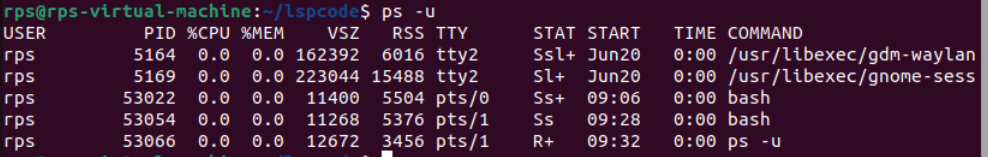 rps@rps-virtual-machine:~/lspcode$ ps -u
USER PID %CPU %MEM VSZ RSS TTY STAT START TIME COMMAND
rps 5164 0.0 0.0 162392 6016 tty2 Ssl+ Jun20 0:00 /usr/libexec/gdm-waylan
rps 5169 0.0 0.0 223044 15488 tty2 Sl+ Jun20 0:00 /usr/libexec/gnome-sess
rps 53022 0.0 0.0 11400 5504 pts/0 Ss+ 09:06 0:00 bash
rps 53054 0.0 0.0 11268 5376 pts/1 Ss 09:28 0:00 bash
rps 53066 0.0 0.0 12672 3456 pts/1 R+ 09:32 0:00 ps -u